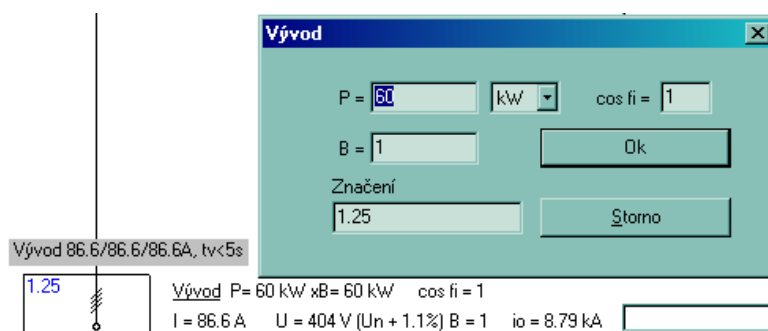 Vývod
P = 60 kW cos fi = 1
B = 1 Ok
Značení
1.25 Storno
Vývod 86.6/86.6/86.6A, tv<5s
1.25 Vývod P= 60 kW xB= 60 kW cos fi = 1
I = 86.6 A U = 404 V (Un + 1.1%) B = 1 io = 8.79 kA